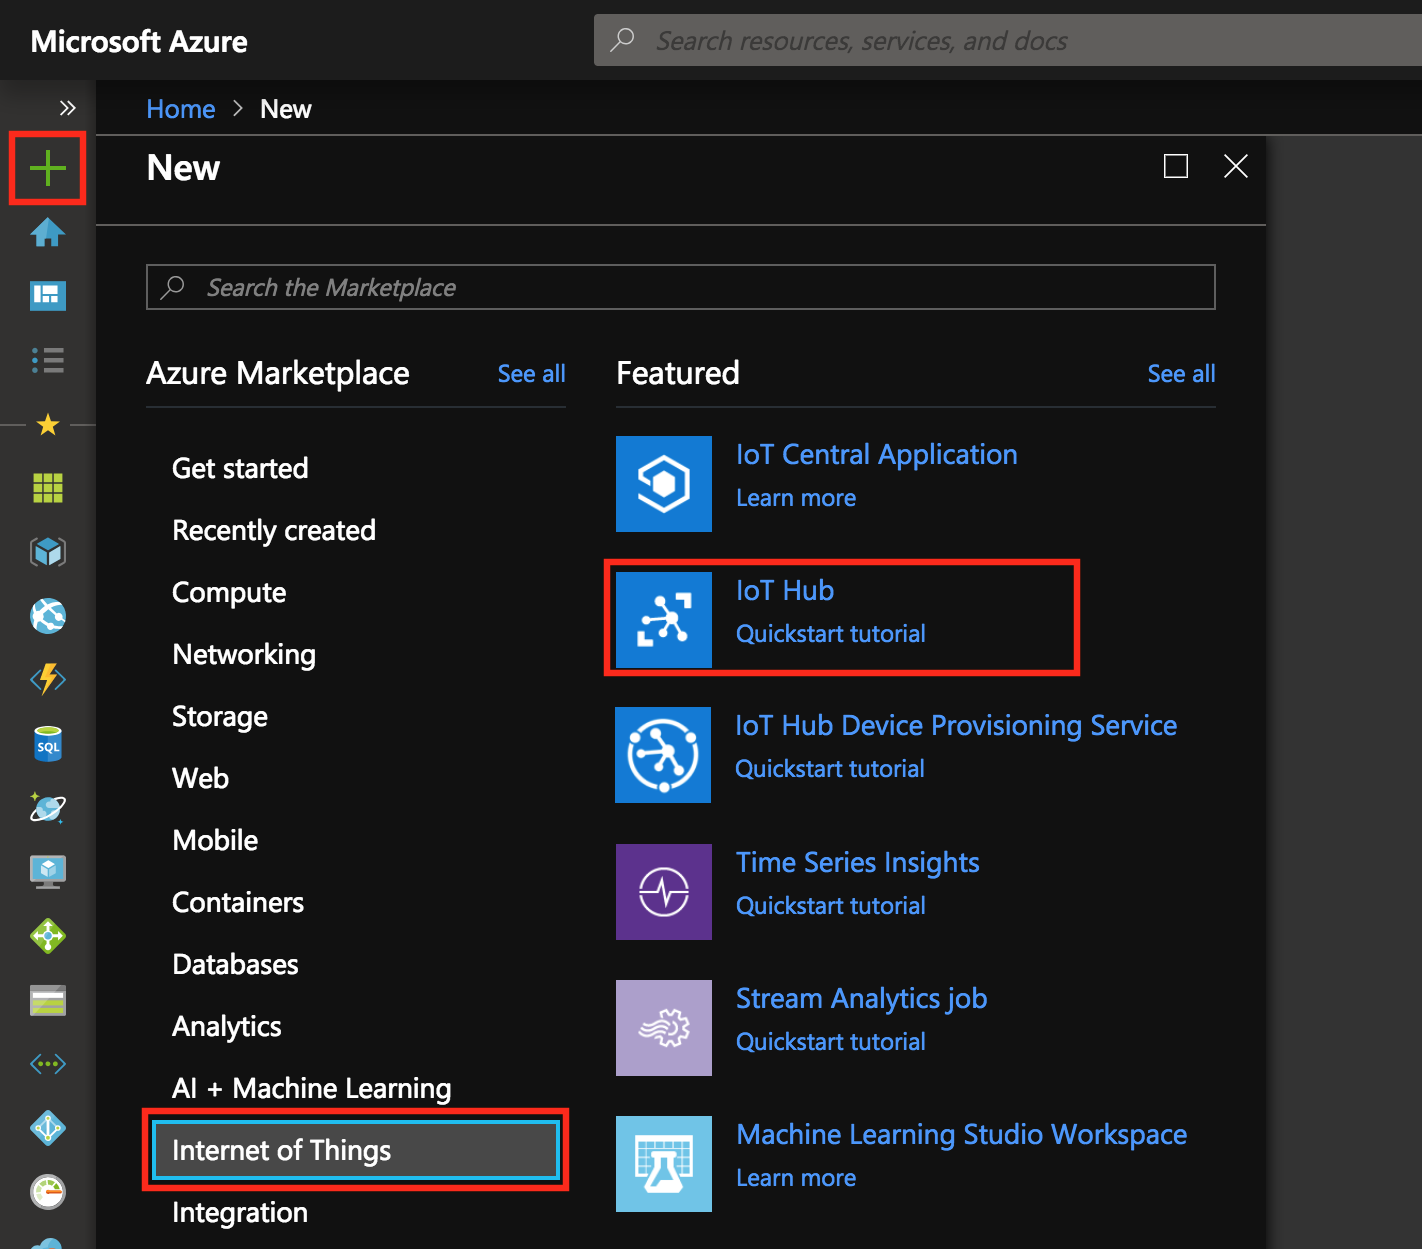 Microsoft Azure
Search resources, services, and docs
Home > New
New
Search the Marketplace
Azure Marketplace
See all
Get started
Recently created
Compute
Networking
Storage
Web
Mobile
Containers
Databases
Analytics
AI + Machine Learning
Internet of Things
Integration
Featured
See all
IoT Central Application
Learn more
IoT Hub
Quickstart tutorial
IoT Hub Device Provisioning Service
Quickstart tutorial
Time Series Insights
Quickstart tutorial
Stream Analytics job
Quickstart tutorial
Machine Learning Studio Workspace
Learn more
SQL